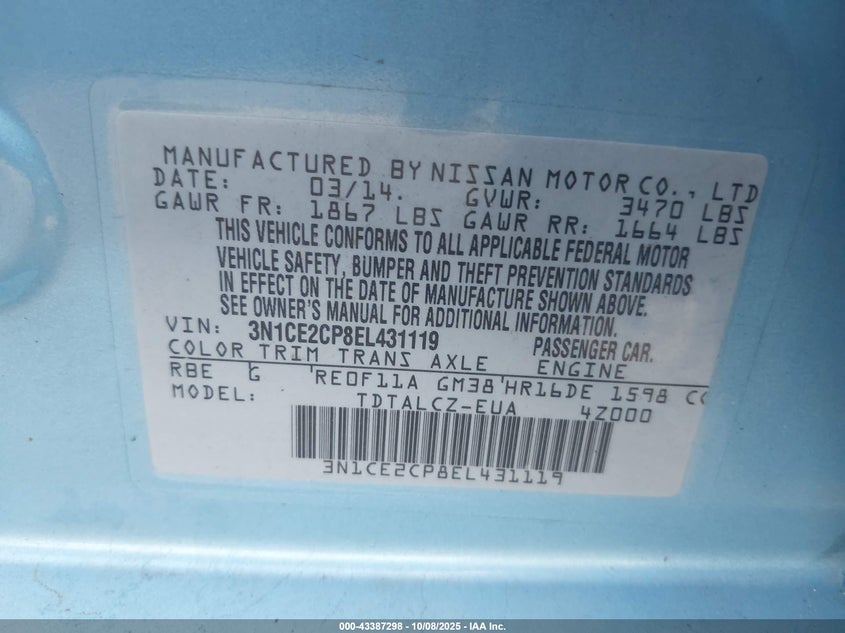 MANUFACTURED BY NISSAN MOTOR CO., LTD
DATE: 03/14. GVWR: 3470 LBS
GAWR FR: 1867 LBS GAWR RR: 1664 LBS
THIS VEHICLE CONFORMS TO ALL APPLICABLE FEDERAL MOTOR
VEHICLE SAFETY, BUMPER AND THEFT PREVENTION STANDARDS
IN EFFECT ON THE DATE OF MANUFACTURE SHOWN ABOVE.
SEE OWNER'S MANUAL FOR ADDITIONAL INFORMATION.
VIN: 3N1CE2CP8EL431119 PASSENGER CAR.
COLOR TRIM TRANS AXLE ENGINE
RBE G RE0F11A GM38 HR16DE 1598 CC
MODEL: TDTALCZ-EUA 4Z000
3N1CE2CP8EL431119
000-43387298 - 10/08/2025 - IAA Inc.